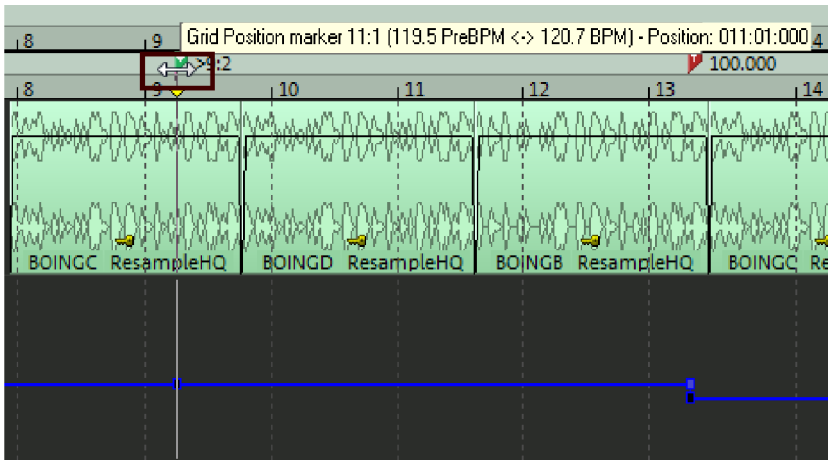 8 9 Grid Position marker 11:1 (119.5 PreBPM <-> 120.7 BPM) - Position: 011:01:000 4
>9:2 100.000
8 9 10 11 12 13 14
BOINGC ResampleHQ BOINGD ResampleHQ BOINGB ResampleHQ BOINGC Re